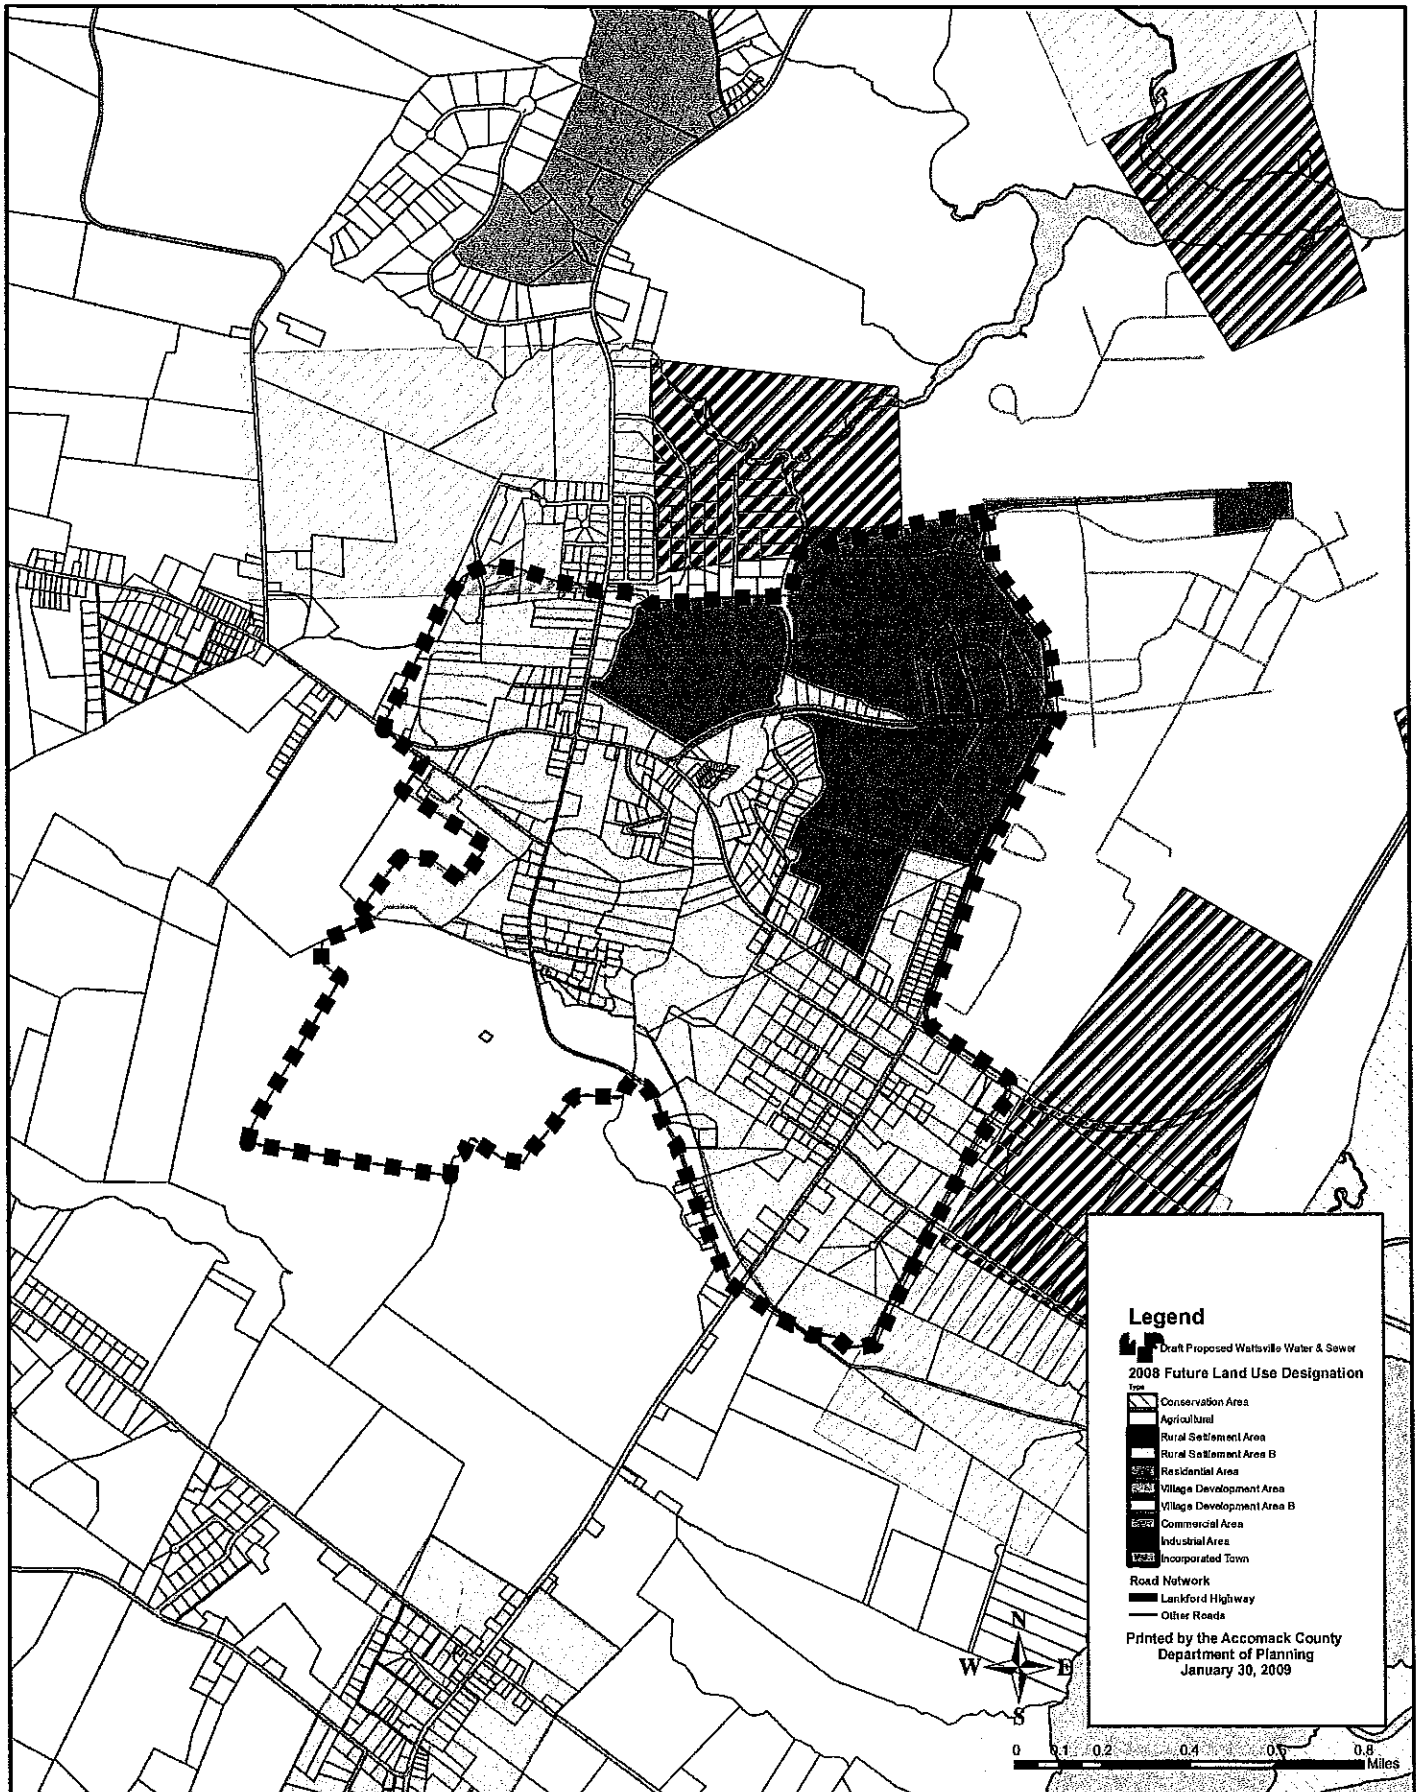 Legend
Draft Proposed Wattsville Water & Sewer
2008 Future Land Use Designation
Type
Conservation Area
Agricultural
Rural Settlement Area
Rural Settlement Area B
Residential Area
Village Development Area
Village Development Area B
Commercial Area
Industrial Area
Incorporated Town
Road Network
Lankford Highway
Other Roads
Printed by the Accomack County
Department of Planning
January 30, 2009
N
W E
S
0 0.1 0.2 0.4 0.6 0.8
Miles